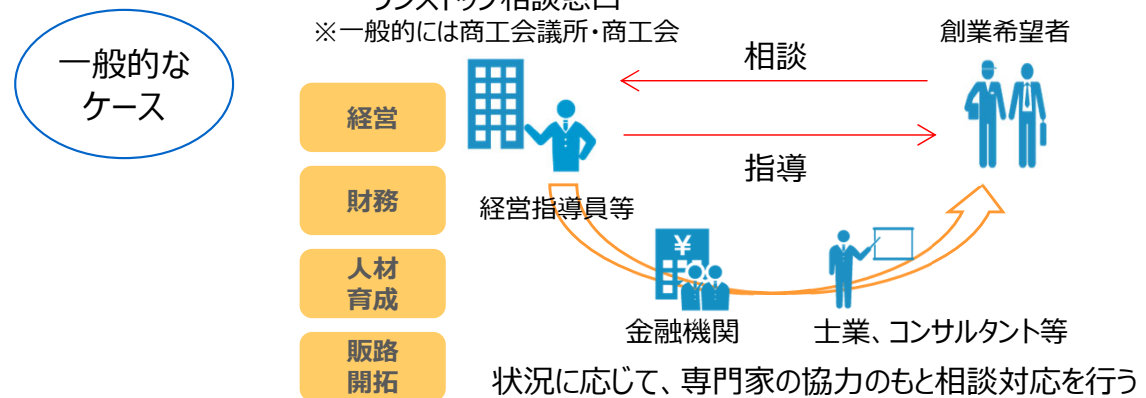 ワンストップ相談窓口
※一般的には商工会議所・商工会
創業希望者
一般的な
ケース
相談
経営
指導
財務
経営指導員等
¥
人材
育成
金融機関
士業、コンサルタント等
販路
開拓
状況に応じて、専門家の協力のもと相談対応を行う